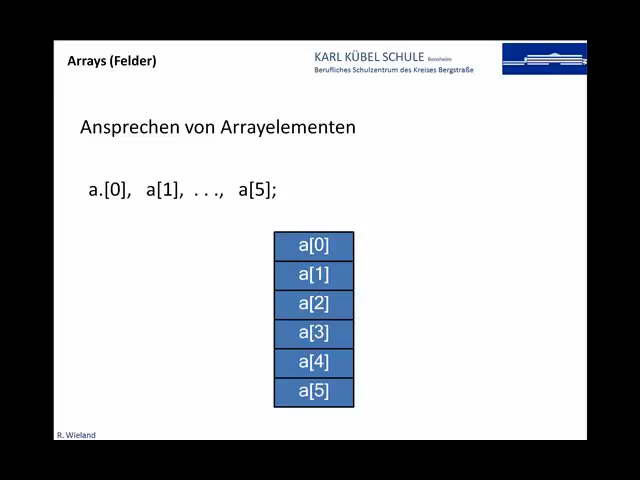 Arrays (Felder)
KARL KÜBEL SCHULE Bensheim
Berufliches Schulzentrum des Kreises Bergstraße
Ansprechen von Arrayelementen
a.[0], a[1], . . ., a[5];
a[0]
a[1]
a[2]
a[3]
a[4]
a[5]
R. Wieland